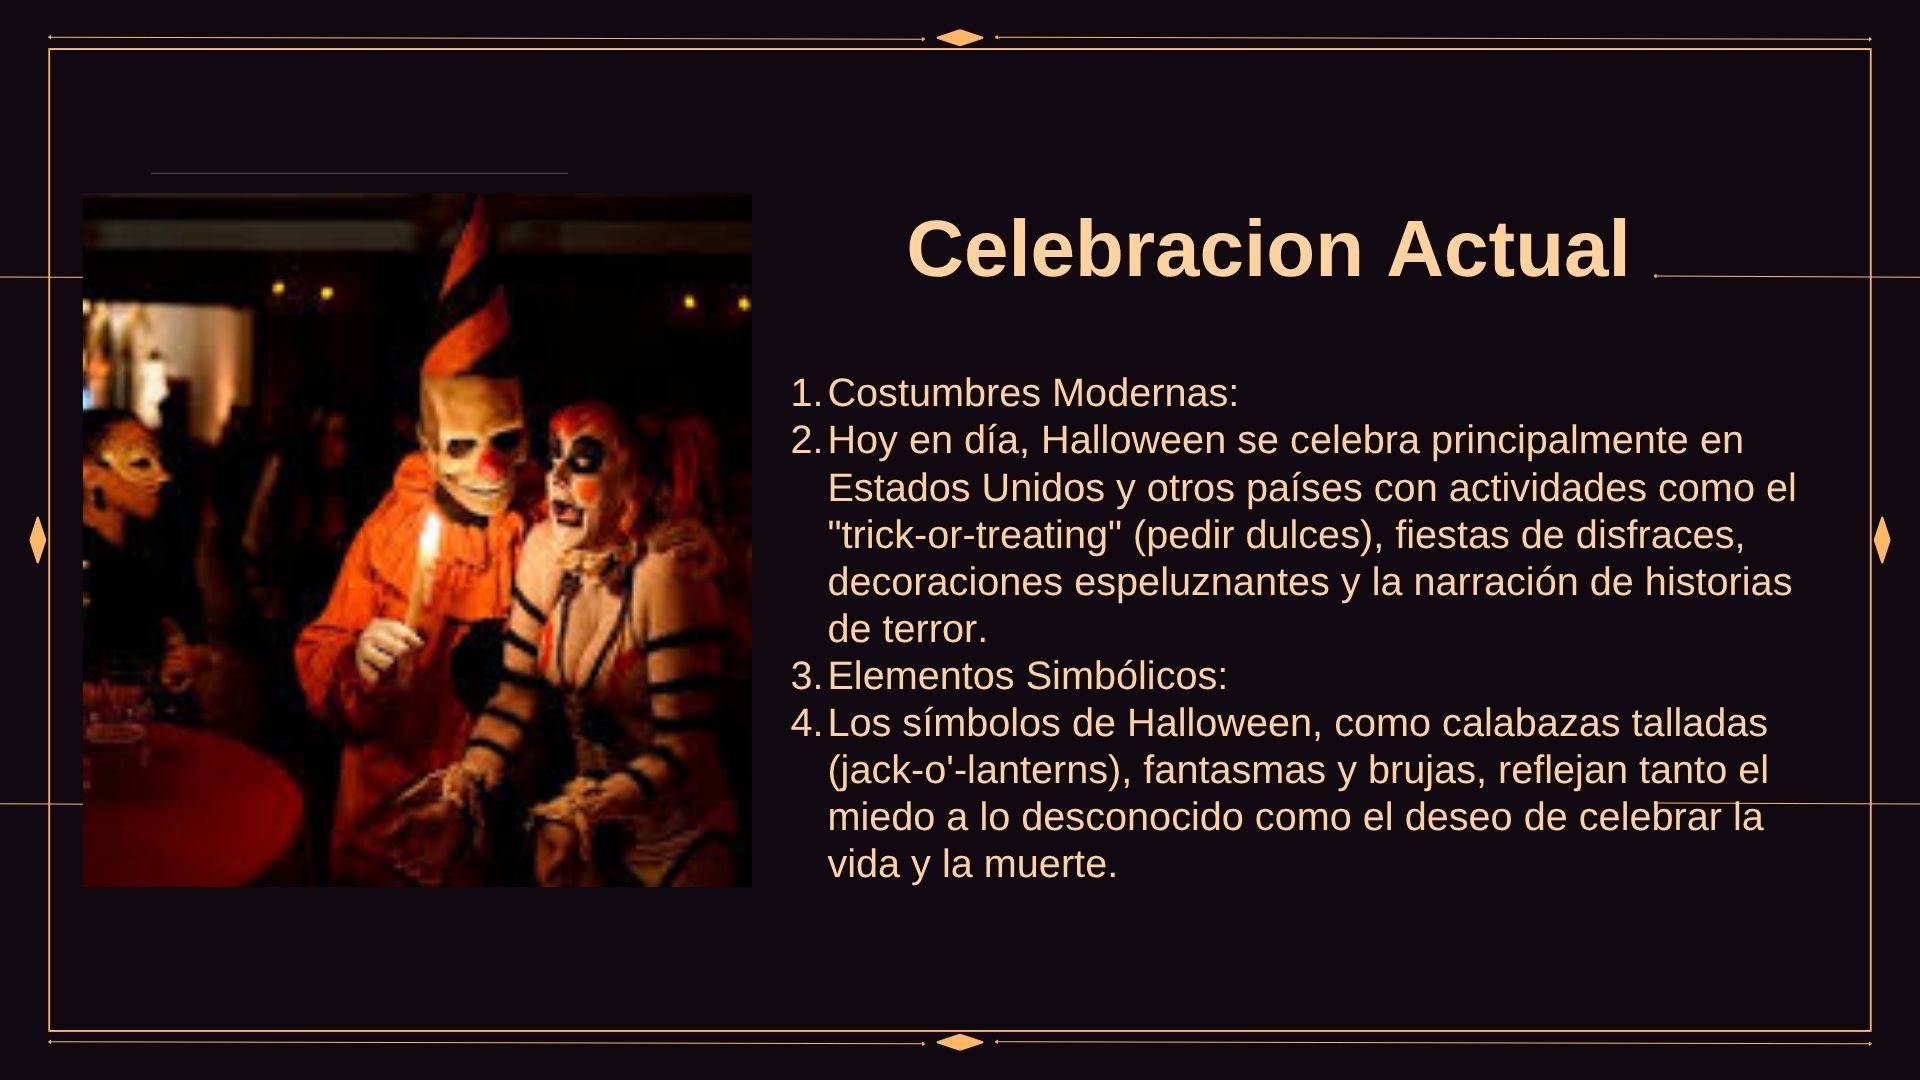 Celebracion Actual
1. Costumbres Modernas:
2. Hoy en día, Halloween se celebra principalmente en
Estados Unidos y otros países con actividades como el
"trick-or-treating" (pedir dulces), fiestas de disfraces,
decoraciones espeluznantes y la narración de historias
de terror.
3. Elementos Simbólicos:
4. Los símbolos de Halloween, como calabazas talladas
(jack-o'-lanterns), fantasmas y brujas, reflejan tanto el
miedo a lo desconocido como el deseo de celebrar la
vida y la muerte.